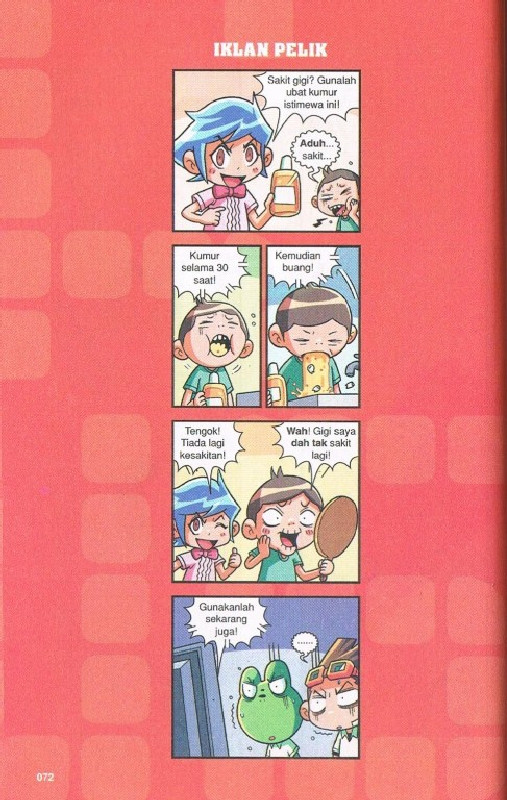 IKLAN PELIK
Sakit gigi? Gunalah
ubat kumur
istimewa ini!
Aduh...
sakit...
Kumur
selama 30
saat!
Kemudian
buang!
Tengok!
Tiada lagi
kesakitan!
Wah! Gigi saya
dah tak sakit
lagi!
Gunakanlah
sekarang
juga!
......
072